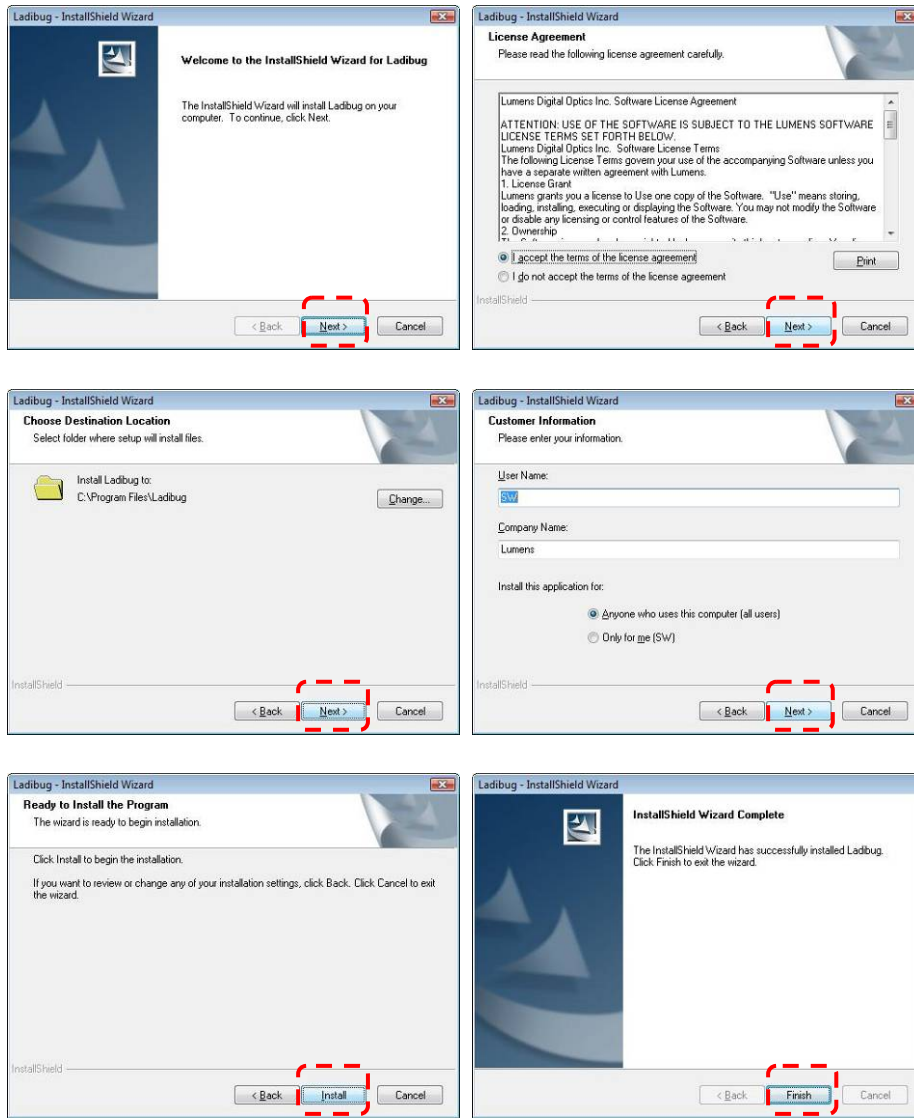 Ladibug - InstallShield Wizard
Welcome to the InstallShield Wizard for Ladibug
The InstallShield Wizard will install Ladibug on your
computer. To continue, click Next.
< Back
Next >
Cancel
Ladibug - InstallShield Wizard
License Agreement
Please read the following license agreement carefully.
Lumens Digital Optics Inc. Software License Agreement
ATTENTION: USE OF THE SOFTWARE IS SUBJECT TO THE LUMENS SOFTWARE
LICENSE TERMS SET FORTH BELOW.
Lumens Digital Optics Inc. Software License Terms
The following License Terms govern your use of the accompanying Software unless you
have a separate written agreement with Lumens.
1. License Grant
Lumens grants you a license to Use one copy of the Software. "Use" means storing,
loading, installing, executing or displaying the Software. You may not modify the Software
or disable any licensing or control features of the Software.
2. Ownership
I accept the terms of the license agreement
Print
I do not accept the terms of the license agreement
InstallShield
< Back
Next >
Cancel
Ladibug - InstallShield Wizard
Choose Destination Location
Select folder where setup will install files.
Install Ladibug to:
C:\Program Files\Ladibug
Change...
InstallShield
< Back
Next >
Cancel
Ladibug - InstallShield Wizard
Customer Information
Please enter your information.
User Name:
SW
Company Name:
Lumens
Install this application for:
Anyone who uses this computer (all users)
Only for me (SW)
InstallShield
< Back
Next >
Cancel
Ladibug - InstallShield Wizard
Ready to Install the Program
The wizard is ready to begin installation.
Click Install to begin the installation.
If you want to review or change any of your installation settings, click Back. Click Cancel to exit
the wizard.
InstallShield
< Back
Install
Cancel
Ladibug - InstallShield Wizard
InstallShield Wizard Complete
The InstallShield Wizard has successfully installed Ladibug.
Click Finish to exit the wizard.
< Back
Finish
Cancel